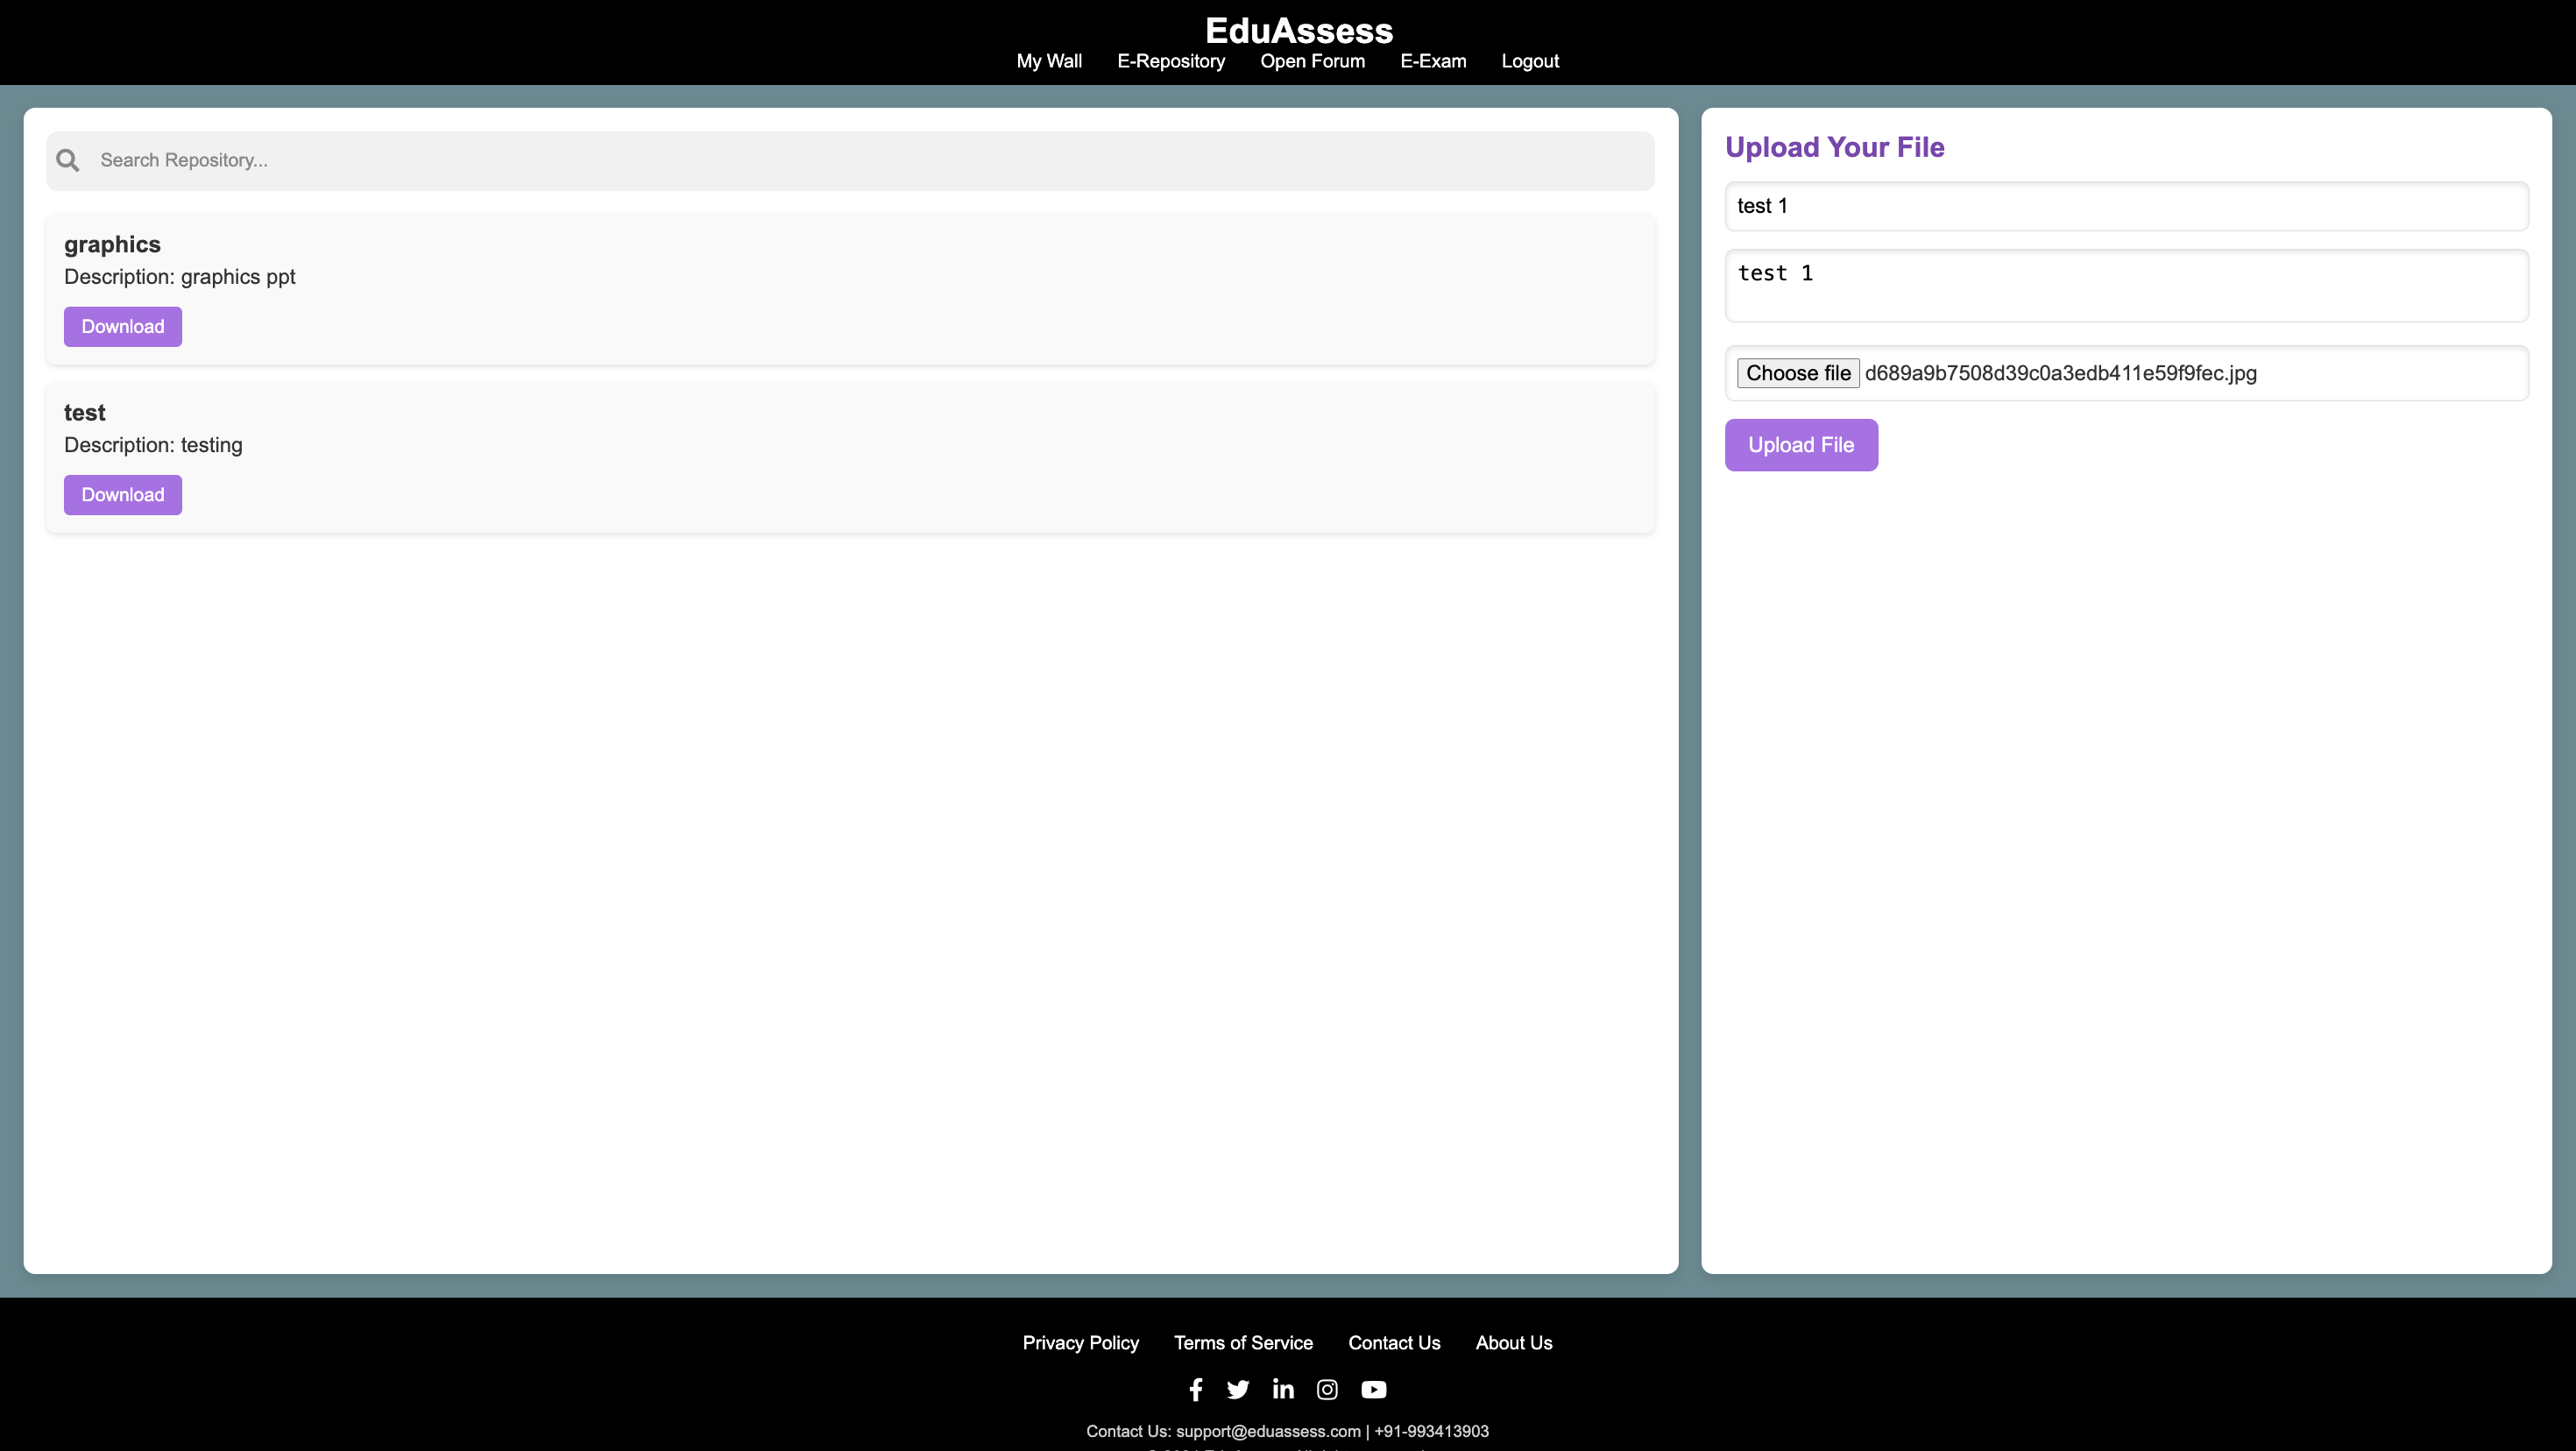 EduAssess
My Wall E-Repository Open Forum E-Exam Logout
Search Repository...
graphics
Description: graphics ppt
Download
test
Description: testing
Download
Upload Your File
test 1
test 1
Choose file d689a9b7508d39c0a3edb411e59f9fec.jpg
Upload File
Privacy Policy Terms of Service Contact Us About Us
Contact Us: support@eduassess.com | +91-993413903